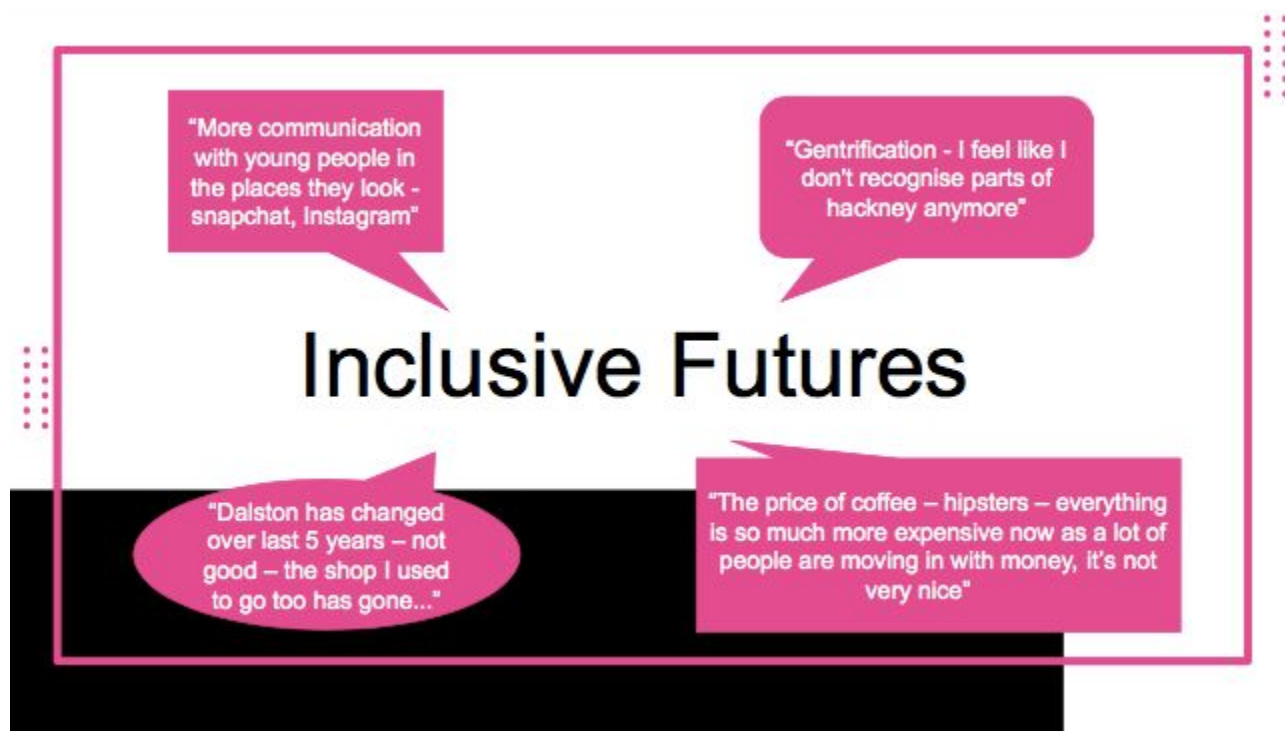 “More communication
with young people in
the places they look -
snapchat, Instagram”
“Gentrification - I feel like I
don't recognise parts of
hackney anymore”
Inclusive Futures
“Dalston has changed
over last 5 years – not
good – the shop I used
to go too has gone...”
“The price of coffee – hipsters – everything
is so much more expensive now as a lot of
people are moving in with money, it’s not
very nice”